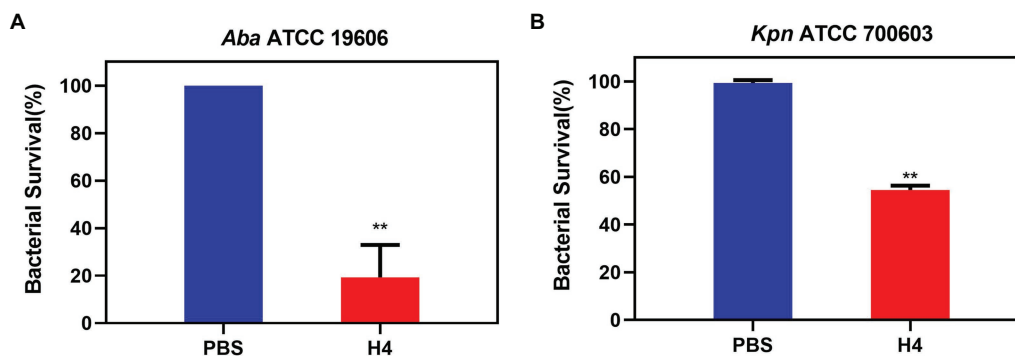 A
Aba ATCC 19606
Bacterial Survival(%)
100
80
60
40
20
0
**
PBS
H4
B
Kpn ATCC 700603
Bacterial Survival(%)
100
80
60
40
20
0
**
PBS
H4